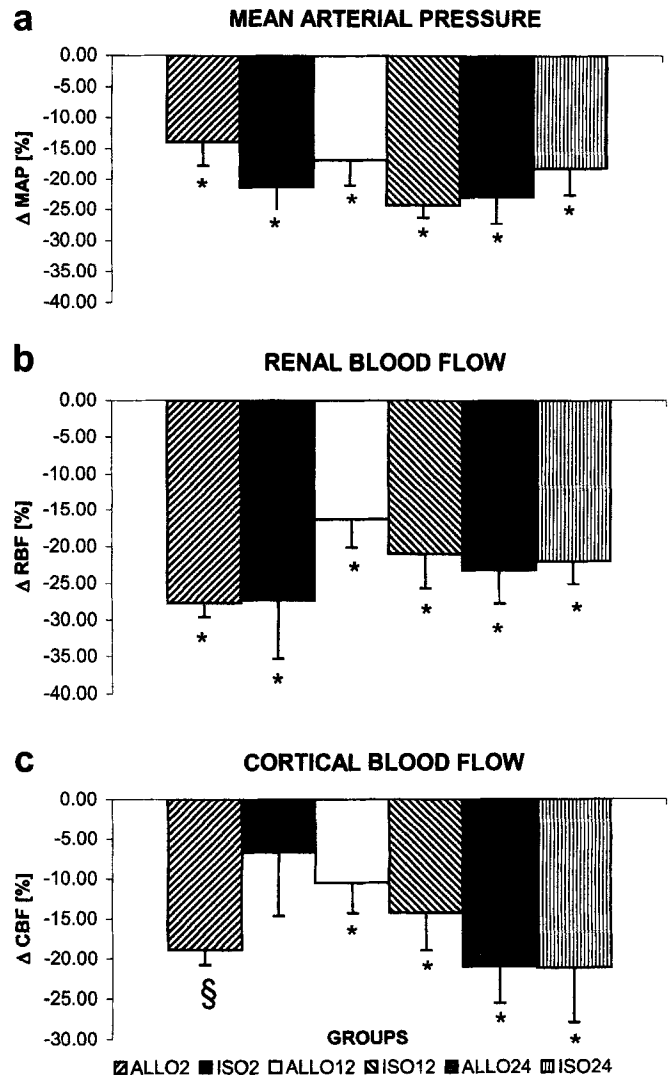 a
MEAN ARTERIAL PRESSURE
0.00
-5.00
-10.00
-15.00
-20.00
-25.00
-30.00
-35.00
-40.00
Δ MAP [%]
* * * * * *
b
RENAL BLOOD FLOW
0.00
-5.00
-10.00
-15.00
-20.00
-25.00
-30.00
-35.00
-40.00
Δ RBF [%]
* * * * * *
c
CORTICAL BLOOD FLOW
0.00
-5.00
-10.00
-15.00
-20.00
-25.00
-30.00
Δ CBF [%]
§ * * * *
GROUPS
ALLO2 ISO2 ALLO12 ISO12 ALLO24 ISO24